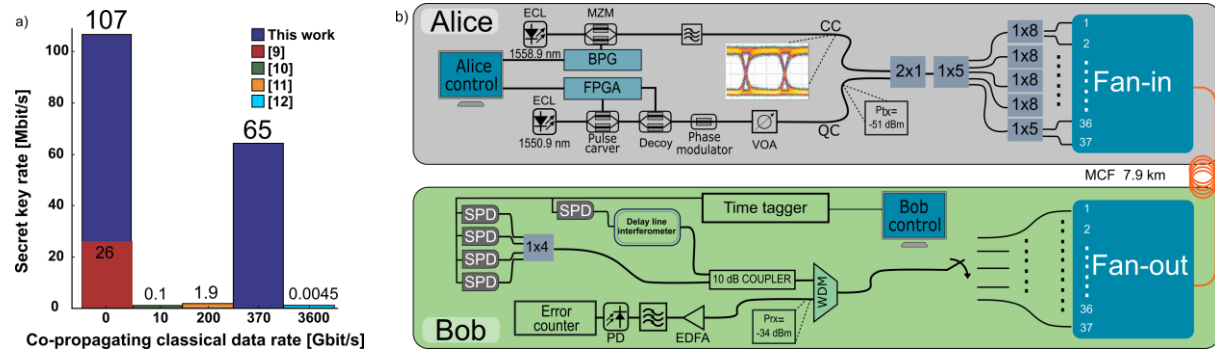 a)
107
This work
[9]
[10]
[11]
[12]
65
26
0.1
1.9
0.0045
100
80
60
40
20
0
Secret key rate [Mbit/s]
0
10
200
370
3600
Co-propagating classical data rate [Gbit/s]
b)
Alice
ECL
MZM
1558.9 nm
BPG
Alice
control
FPGA
ECL
1550.9 nm
Pulse
carver
Decoy
Phase
modulator
VOA
CC
QC
Ptx=
-51 dBm
2x1
1x5
1x8
1x8
1x8
1x8
1x5
1
2
36
37
Fan-in
MCF 7.9 km
Bob
SPD
SPD
SPD
SPD
SPD
1x4
Delay line
interferometer
Time tagger
Bob
control
10 dB COUPLER
WDM
Prx=
-34 dBm
Error
counter
PD
EDFA
1
2
36
37
Fan-out